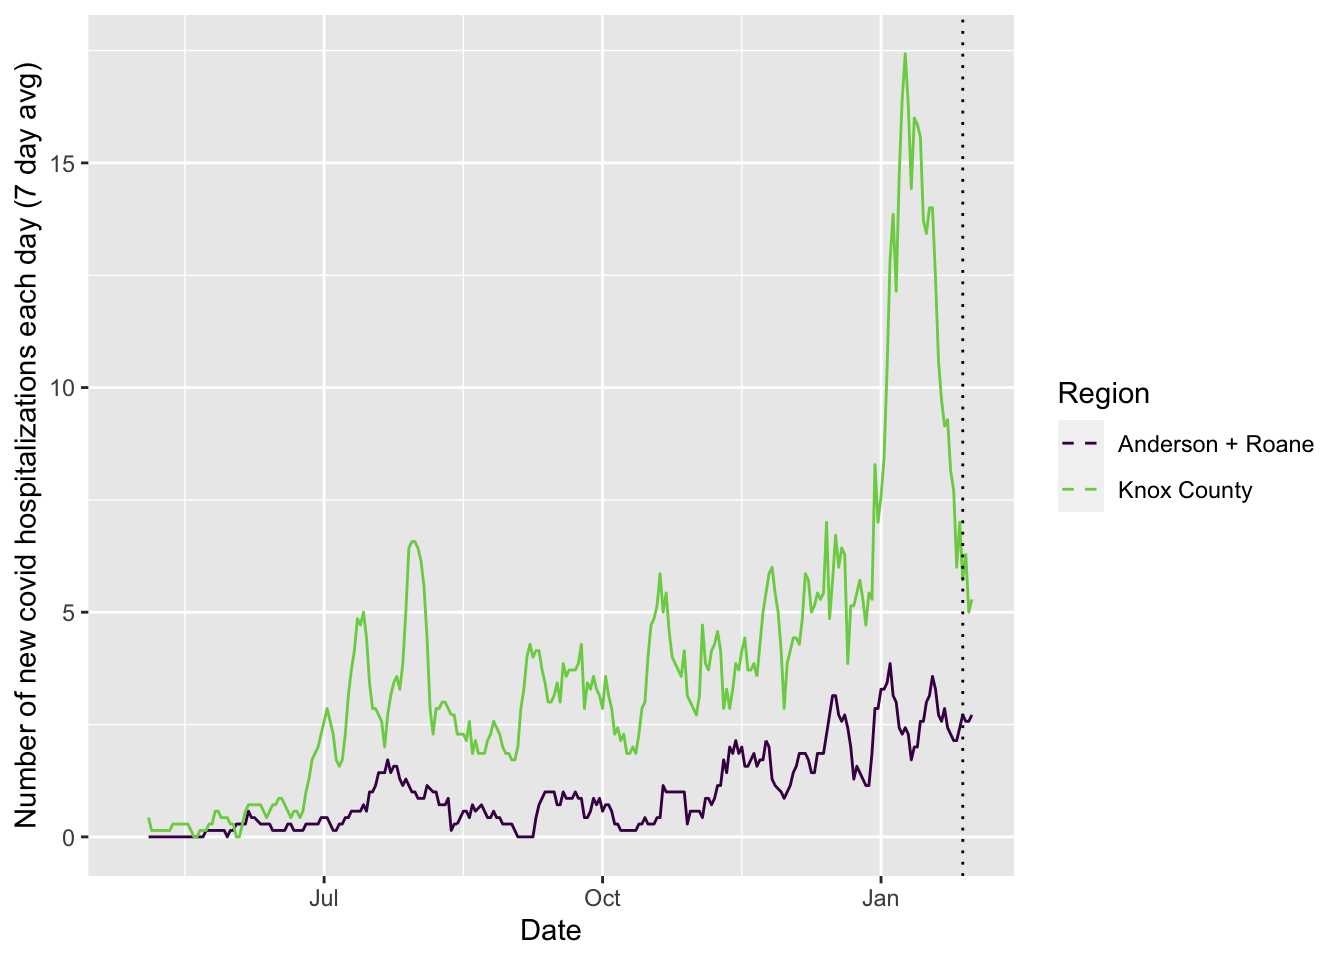 Number of new covid hospitalizations each day (7 day avg)
15
10
5
0
Jul
Oct
Jan
Date
Region
Anderson + Roane
Knox County